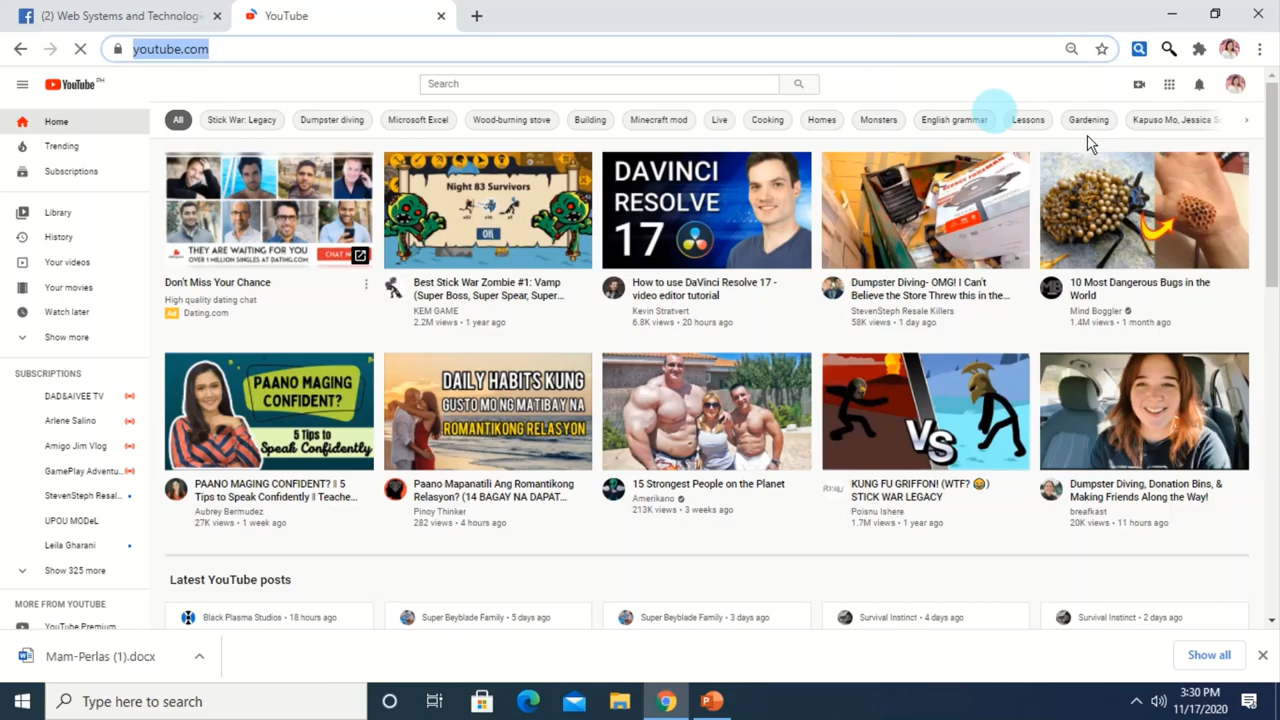 (2) Web Systems and Technologi
YouTube
youtube.com
YouTube PH
Search
All
Stick War: Legacy
Dumpster diving
Microsoft Excel
Wood-burning stove
Building
Minecraft mod
Live
Cooking
Homes
Monsters
English grammar
Lessons
Gardening
Kapuso Mo, Jessica S
Home
Trending
Subscriptions
Library
History
Your videos
Your movies
Watch later
Show more
SUBSCRIPTIONS
DAD&AIVEE TV
Arlene Salino
Amigo Jim Vlog
GamePlay Adventu...
StevenSteph Resal...
UPOU MODeL
Leila Gharani
Show 325 more
MORE FROM YOUTUBE
YouTube Premium
THEY ARE WAITING FOR YOU
OVER 1 MILLION SINGLES AT DATING.COM
CHAT N
Don't Miss Your Chance
High quality dating chat
Ad Dating.com
Night 83 Survivors
Best Stick War Zombie #1: Vamp
(Super Boss, Super Spear, Super...
KEM GAME
2.2M views • 1 year ago
DAVINCI
RESOLVE
17
How to use DaVinci Resolve 17 -
video editor tutorial
Kevin Stratvert
6.8K views • 20 hours ago
Dumpster Diving- OMG! I Can't
Believe the Store Threw this in the...
StevenSteph Resale Killers
58K views • 1 day ago
10 Most Dangerous Bugs in the
World
Mind Boggler
1.4M views • 1 month ago
PAANO MAGING
CONFIDENT?
5 Tips to
Speak Confidently
PAANO MAGING CONFIDENT? || 5
Tips to Speak Confidently || Teache...
Aubrey Bermudez
27K views • 1 week ago
DAILY HABITS KUNG
GUSTO MO NG MATIBAY NA
ROMANTIKONG RELASYON
Paano Mapanatili Ang Romantikong
Relasyon? (14 BAGAY NA DAPAT...
Pinoy Thinker
282 views • 4 hours ago
15 Strongest People on the Planet
Amerikano
213K views • 3 weeks ago
VS
KUNG FU GRIFFON! (WTF? 🤣)
STICK WAR LEGACY
Poisnu Ishere
1.7M views • 1 year ago
Dumpster Diving, Donation Bins, &
Making Friends Along the Way!
breafkast
20K views • 11 hours ago
Latest YouTube posts
Black Plasma Studios • 18 hours ago
Super Beyblade Family • 5 days ago
Super Beyblade Family • 3 days ago
Survival Instinct • 4 days ago
Survival Instinct • 2 days ago
Mam-Perlas (1).docx
Show all
Type here to search
3:30 PM
11/17/2020